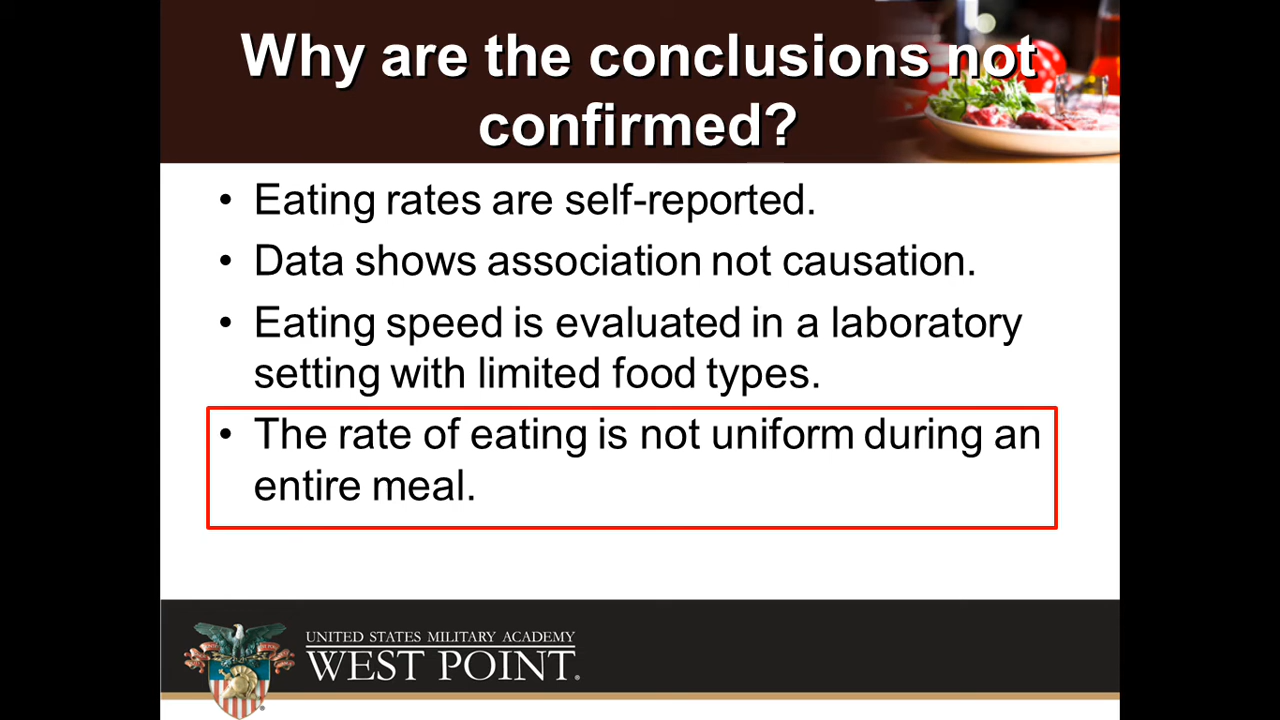 Why are the conclusions not
confirmed?
• Eating rates are self-reported.
• Data shows association not causation.
• Eating speed is evaluated in a laboratory
setting with limited food types.
• The rate of eating is not uniform during an
entire meal.
UNITED STATES MILITARY ACADEMY
WEST POINT®